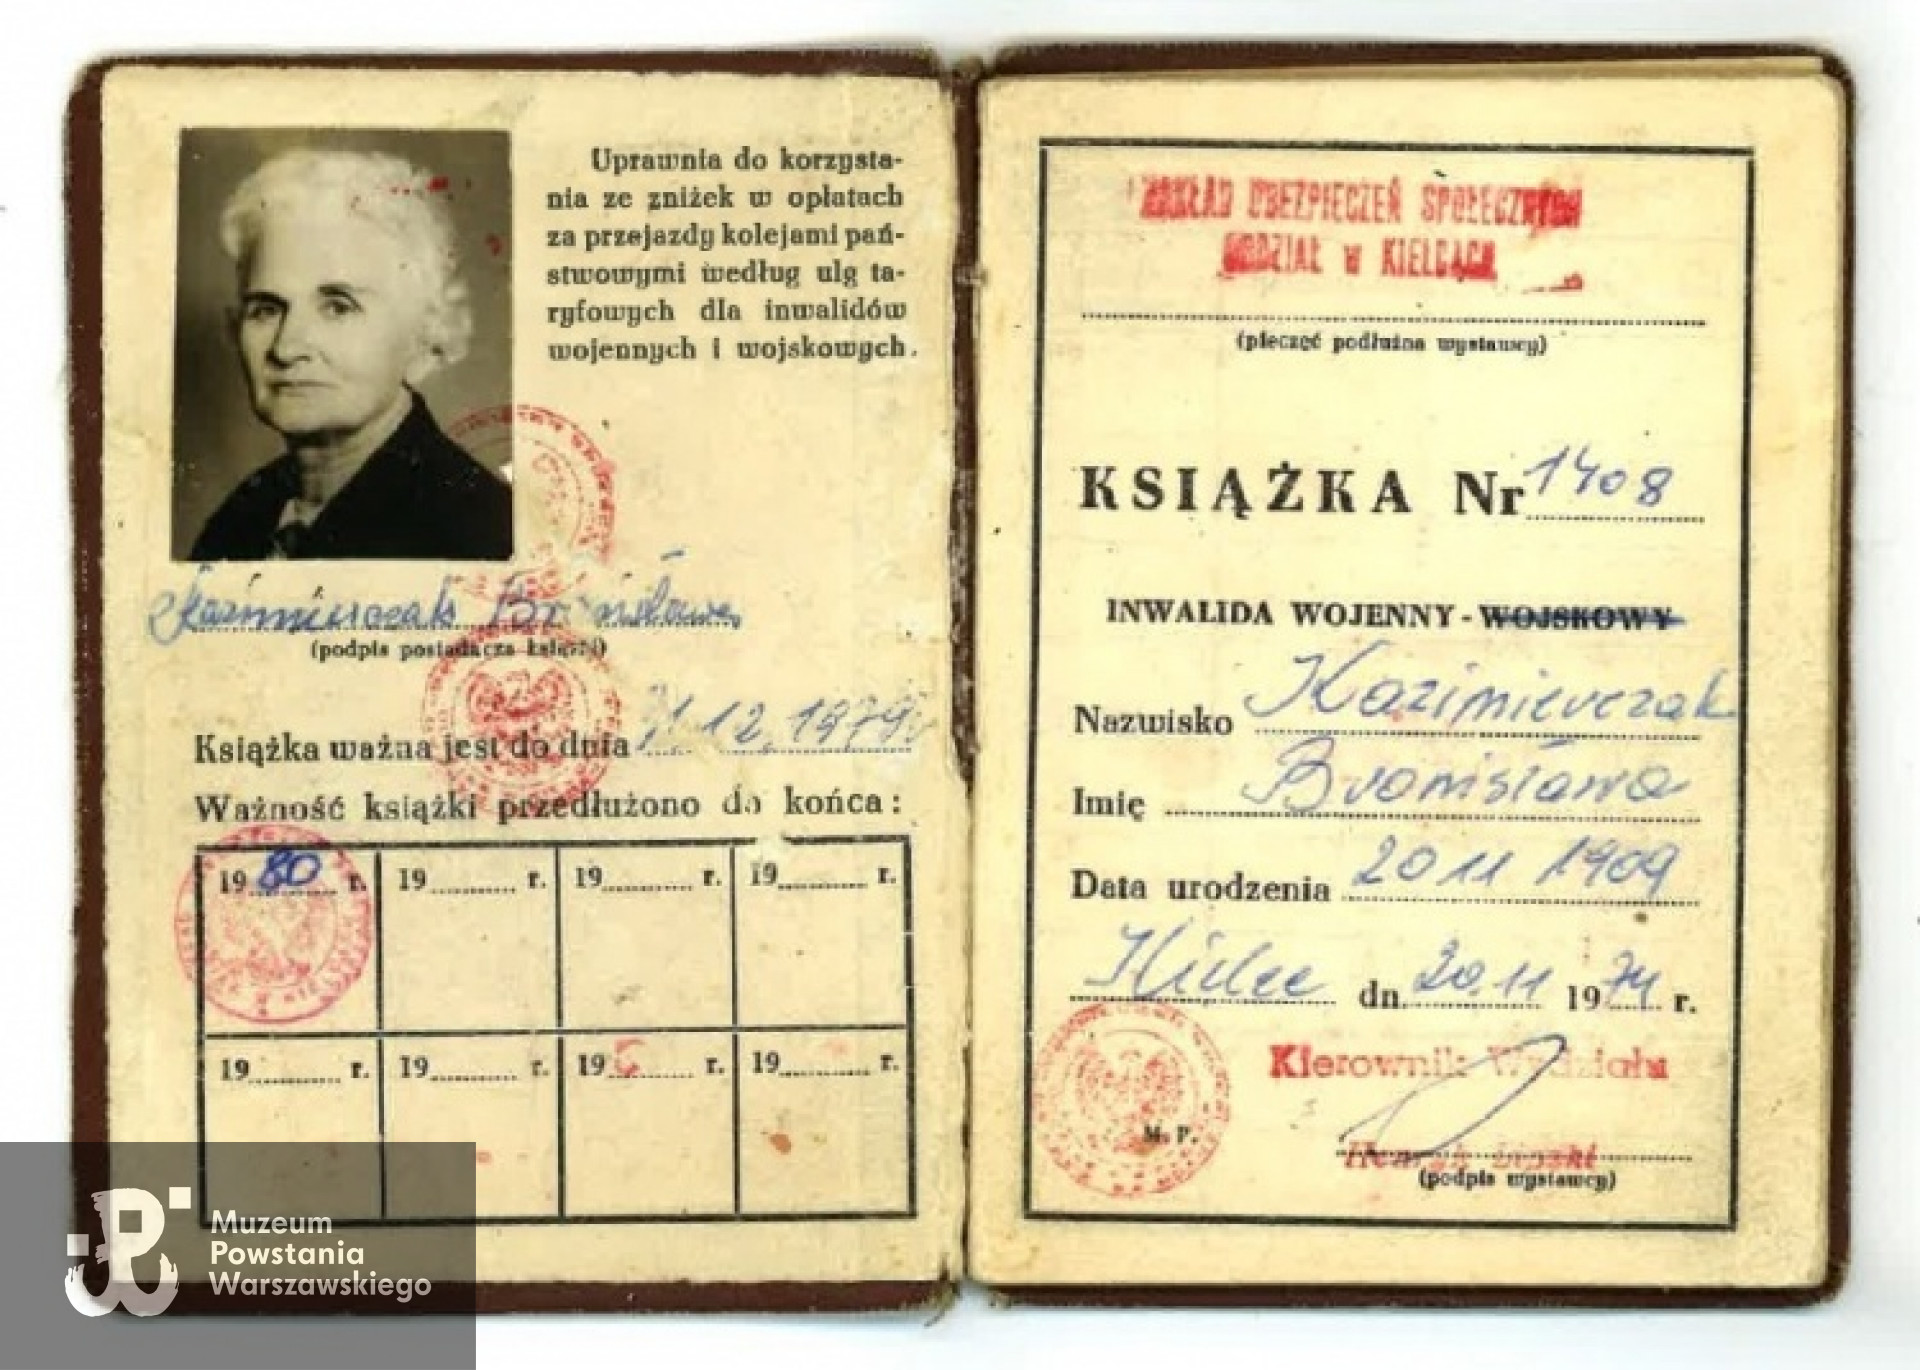 Uprawnia do korzysta-
nia ze zniżek w opłatach
za przejazdy kolejami pań-
stwowymi według ulg ta-
ryfowych dla inwalidów
wojennych i wojskowych.
Kazimierczak Bronisława
(podpis posiadacza książki)
Książka ważna jest do dnia 31.12.1979r
Ważność książki przedłużono do końca:
1980 r. 19 r. 19 r. 19 r.
19 r. 19 r. 19 r. 19 r.
ZAKŁAD UBEZPIECZEŃ SPOŁECZNYCH
ODDZIAŁ w KIELCACH
(pieczęć podłużna wystawcy)
KSIĄŻKA Nr 1408
INWALIDA WOJENNY-WOJSKOWY
Nazwisko Kazimierczak
Imię Bronisława
Data urodzenia 20 11 1909
Kielce dn. 20.11 1974 r.
Kierownik Wydziału
M. P.
(podpis wystawcy)
Muzeum
Powstania
Warszawskiego